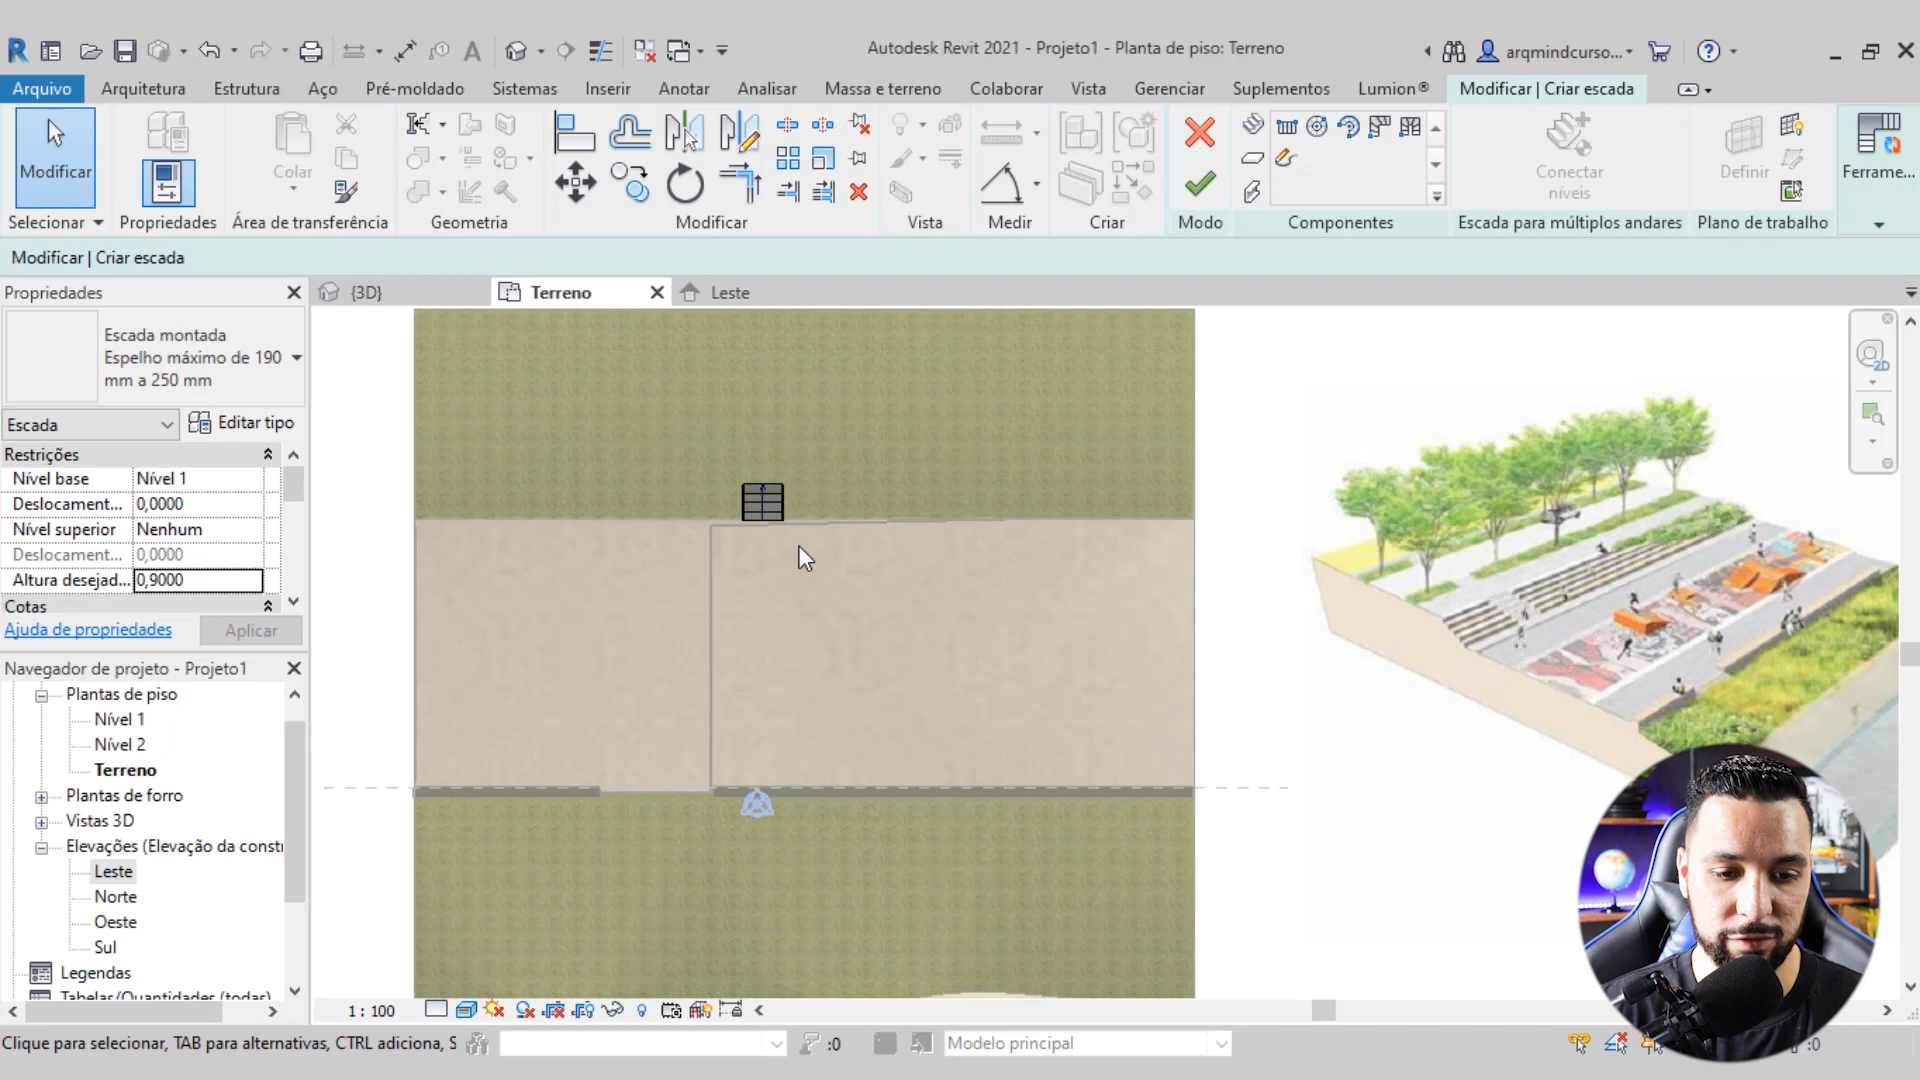 Autodesk Revit 2021 - Projeto1 - Planta de piso: Terreno
arqmindcurso...
Arquivo
Arquitetura
Estrutura
Aço
Pré-moldado
Sistemas
Inserir
Anotar
Analisar
Massa e terreno
Colaborar
Vista
Gerenciar
Suplementos
Lumion®
Modificar | Criar escada
Modificar
Colar
Conectar
níveis
Definir
Ferrame...
Selecionar
Propriedades
Área de transferência
Geometria
Modificar
Vista
Medir
Criar
Modo
Componentes
Escada para múltiplos andares
Plano de trabalho
Modificar | Criar escada
Propriedades
{3D}
Terreno
Leste
Escada montada
Espelho máximo de 190
mm a 250 mm
Escada
Editar tipo
Restrições
Nível base Nível 1
Deslocament... 0,0000
Nível superior Nenhum
Deslocament... 0,0000
Altura desejad... 0,9000
Cotas
Ajuda de propriedades
Aplicar
Navegador de projeto - Projeto1
Plantas de piso
Nível 1
Nível 2
Terreno
Plantas de forro
Vistas 3D
Elevações (Elevação da constr
Leste
Norte
Oeste
Sul
Legendas
Tabelas/Quantidades (todas)
2D
1 : 100
Clique para selecionar, TAB para alternativas, CTRL adiciona, S
:0
Modelo principal
:0